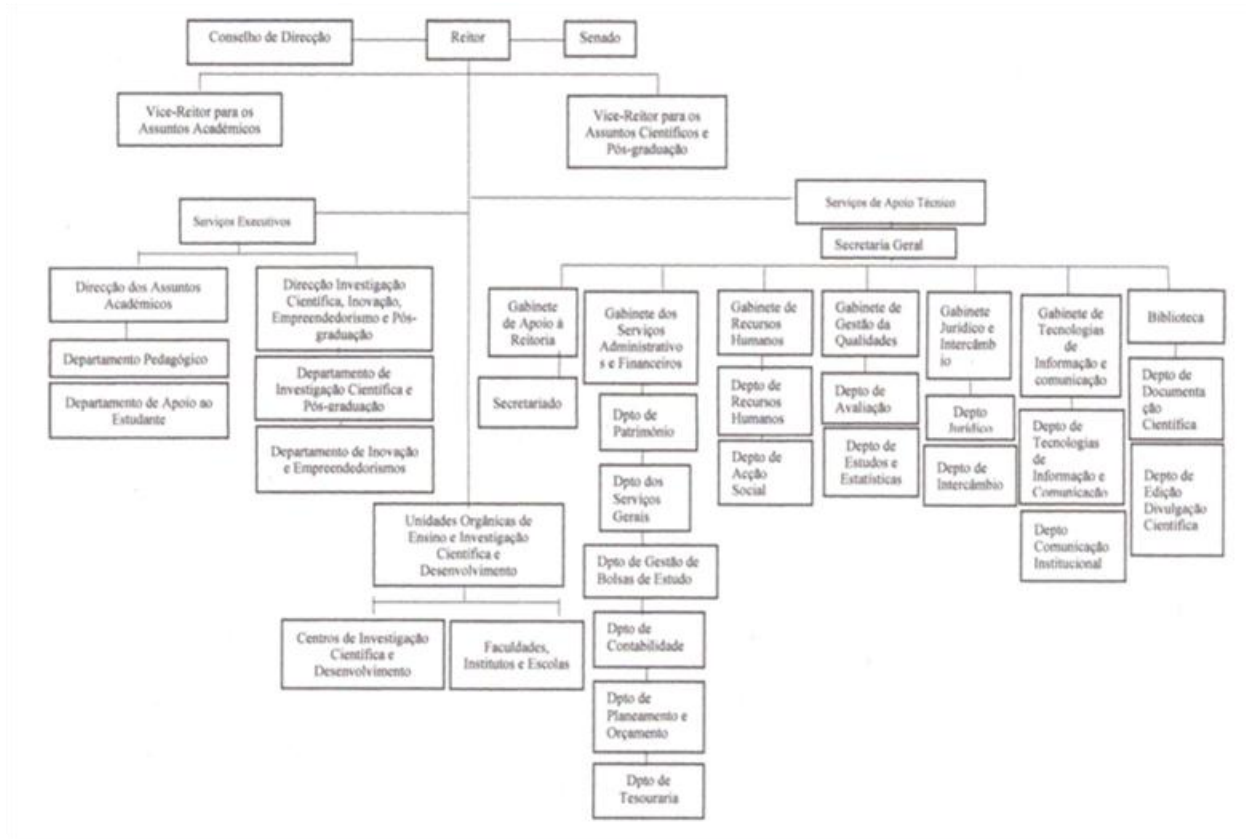 Conselho de Direcção
Reitor
Senado
Vice-Reitor para os
Assuntos Académicos
Vice-Reitor para os
Assuntos Científicos e
Pós-graduação
Serviços Executivos
Serviços de Apoio Técnico
Secretaria Geral
Direcção dos Assuntos
Académicos
Departamento Pedagógico
Departamento de Apoio ao
Estudante
Direcção Investigação
Científica, Inovação,
Empreendedorismo e Pós-
graduação
Departamento de
Investigação Científica e
Pós-graduação
Departamento de Inovação
e Empreendedorismos
Gabinete
de Apoio à
Reitoria
Secretariado
Gabinete dos
Serviços
Administrativo
s e Financeiros
Dpto de
Património
Dpto dos
Serviços
Gerais
Dpto de Gestão de
Bolsas de Estudo
Dpto de
Contabilidade
Dpto de
Planeamento e
Orçamento
Dpto de
Tesouraria
Gabinete de
Recursos
Humanos
Depto de
Recursos
Humanos
Depto de
Acção
Social
Gabinete de
Gestão da
Qualidades
Depto de
Avaliação
Depto de
Estudos e
Estatísticas
Gabinete
Jurídico e
Intercâmb
io
Depto
Jurídico
Depto de
Intercâmbio
Gabinete de
Tecnologias
de
Informação e
comunicação
Depto de
Tecnologias
de
Informação e
Comunicação
Depto
Comunicação
Institucional
Biblioteca
Depto de
Documenta
ção
Científica
Depto de
Edição
Divulgação
Científica
Unidades Orgânicas de
Ensino e Investigação
Científica e
Desenvolvimento
Centros de Investigação
Científica e
Desenvolvimento
Faculdades,
Institutos e Escolas